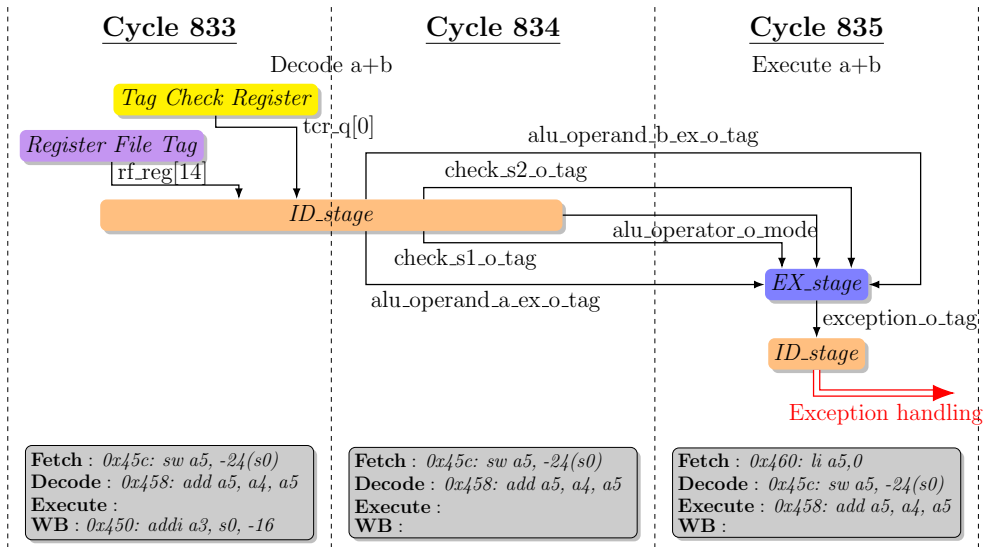 Cycle 833
Cycle 834
Cycle 835
Decode a+b
Execute a+b
Tag Check Register
tcr_q[0]
Register File Tag
rf_reg[14]
alu_operand_b_ex_o_tag
check_s2_o_tag
ID_stage
alu_operator_o_mode
check_s1_o_tag
EX_stage
alu_operand_a_ex_o_tag
exception_o_tag
ID_stage
Exception handling
Fetch : 0x45c: sw a5, -24(s0)
Decode : 0x458: add a5, a4, a5
Execute :
WB : 0x450: addi a3, s0, -16
Fetch : 0x45c: sw a5, -24(s0)
Decode : 0x458: add a5, a4, a5
Execute :
WB :
Fetch : 0x460: li a5,0
Decode : 0x45c: sw a5, -24(s0)
Execute : 0x458: add a5, a4, a5
WB :